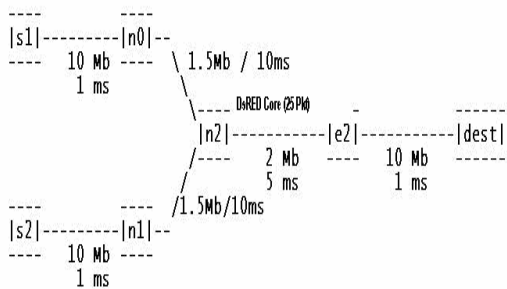 |s1|---------|n0|--
10 Mb
1 ms
1.5Mb / 10ms
DsRED Core (25 Pkt)
|n2|------------|e2|-----------|dest|
2 Mb
5 ms
10 Mb
1 ms
/1.5Mb/10ms
|s2|---------|n1|--
10 Mb
1 ms